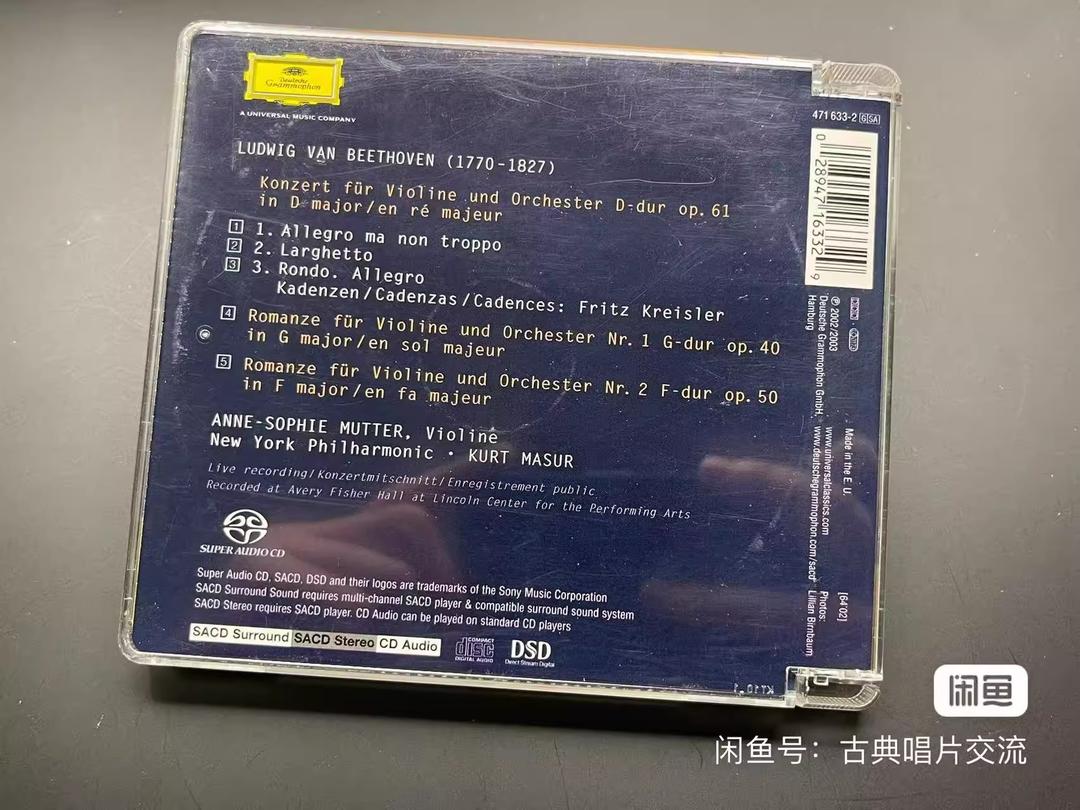 Deutsche
Grammophon
A UNIVERSAL MUSIC COMPANY
LUDWIG VAN BEETHOVEN (1770-1827)
Konzert für Violine und Orchester D-dur op. 61
in D major/en ré majeur
1 1. Allegro ma non troppo
2 2. Larghetto
3 3. Rondo. Allegro
Kadenzen/Cadenzas/Cadences: Fritz Kreisler
4 Romanze für Violine und Orchester Nr. 1 G-dur op. 40
in G major/en sol majeur
5 Romanze für Violine und Orchester Nr. 2 F-dur op. 50
in F major/en fa majeur
ANNE-SOPHIE MUTTER, Violine
New York Philharmonic · KURT MASUR
Live recording/Konzertmitschnitt/Enregistrement public
Recorded at Avery Fisher Hall at Lincoln Center for the Performing Arts
SUPER AUDIO CD
Super Audio CD, SACD, DSD and their logos are trademarks of the Sony Music Corporation
SACD Surround Sound requires multi-channel SACD player & compatible surround sound system
SACD Stereo requires SACD player. CD Audio can be played on standard CD players
SACD Surround SACD Stereo CD Audio
COMPACT disc DIGITAL AUDIO
DSD
Direct Stream Digital
471 633-2 GSA
0 28947 16332 9
℗ 2002/2003
Deutsche Grammophon GmbH,
Hamburg
Made in the E. U.
www.universalclassics.com
www.deutschegrammophon.com/sacd
[64'02]
Photos:
Lillian Birnbaum
闲鱼
闲鱼号：古典唱片交流